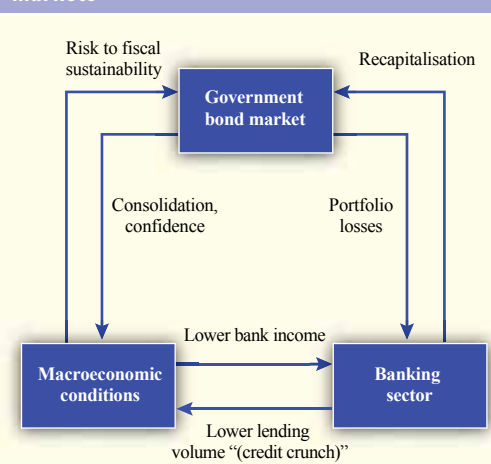 Risk to fiscal
sustainability
Recapitalisation
Government
bond market
Consolidation,
confidence
Portfolio
losses
Lower bank income
Macroeconomic
conditions
Banking
sector
Lower lending
volume “(credit crunch)”